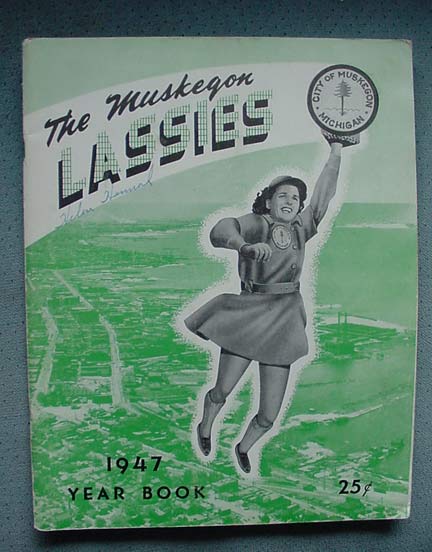 The Muskegon
LASSIES
CITY OF MUSKEGON
MICHIGAN
1947
YEAR BOOK
25¢